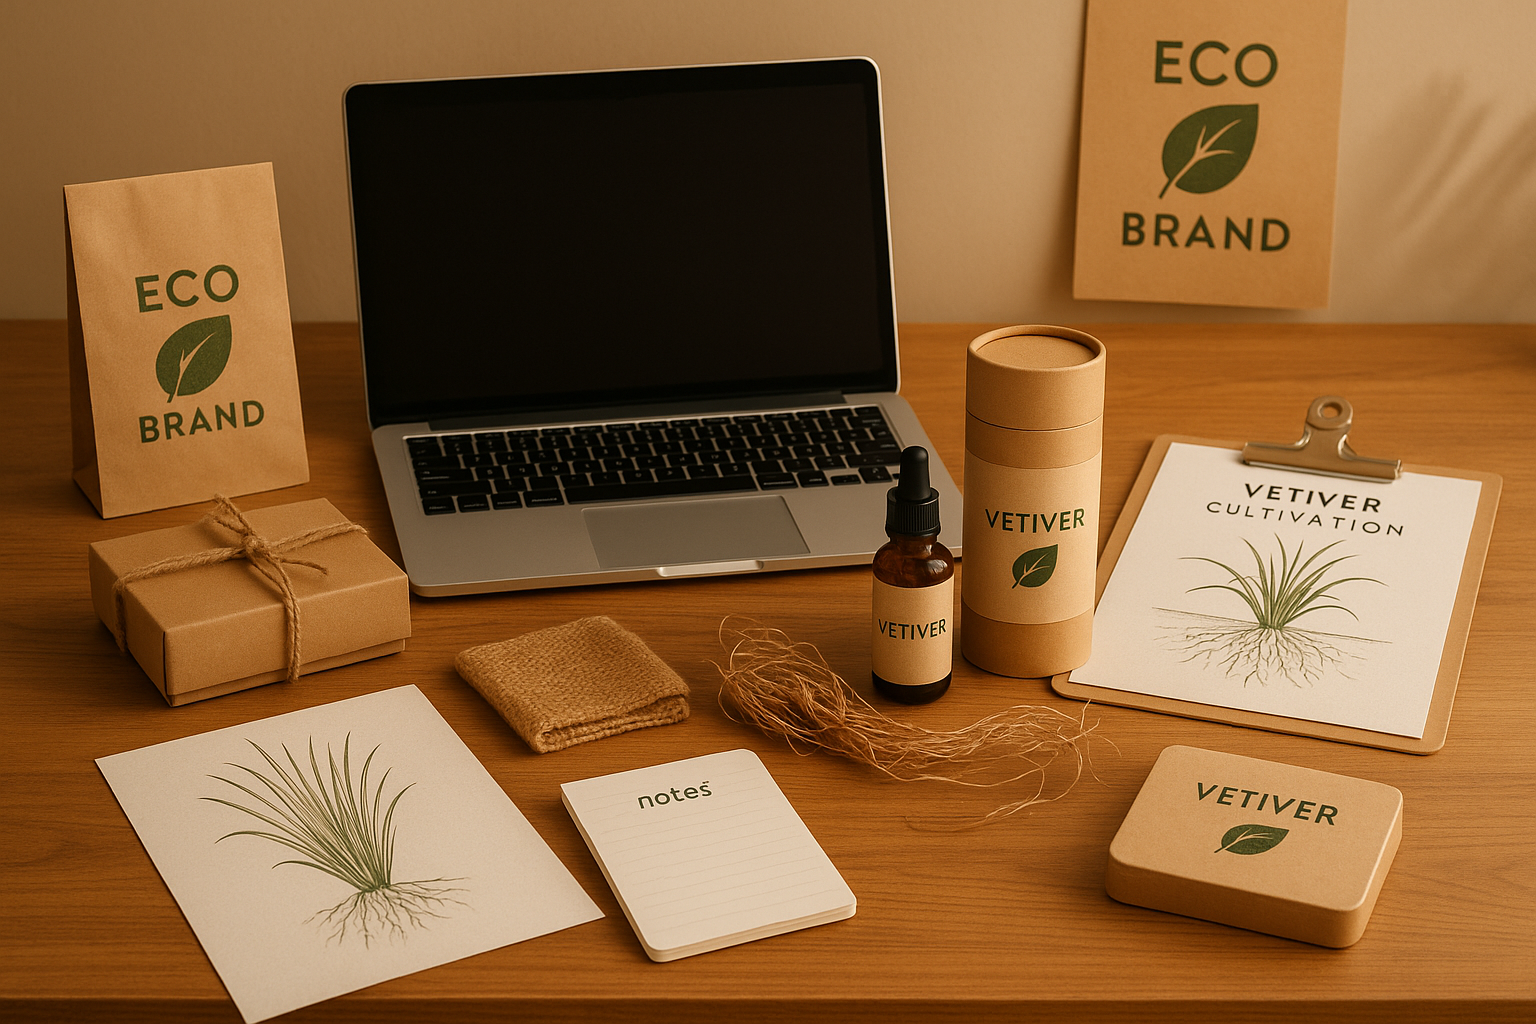 ECO
BRAND
ECO
BRAND
VETIVER
VETIVER
VETIVER
CULTIVATION
notes
VETIVER